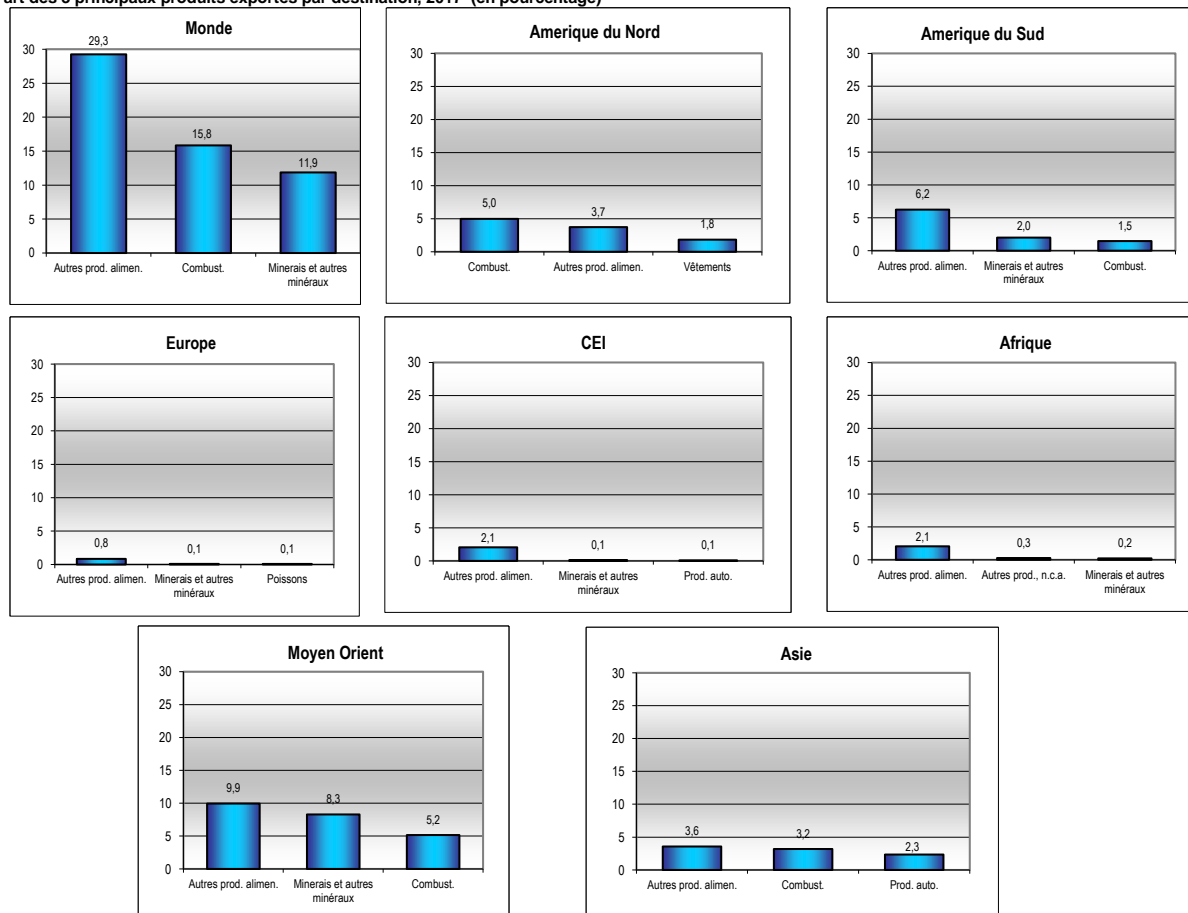 art des 3 principaux produits exportés par destination, 2017 (en pourcentage)
Monde
30
25
20
15
10
5
0
29,3
15,8
11,9
Autres prod. alimen.
Combust.
Minerais et autres
minéraux
Amerique du Nord
30
25
20
15
10
5
0
5,0
3,7
1,8
Combust.
Autres prod. alimen.
Vêtements
Amerique du Sud
30
25
20
15
10
5
0
6,2
2,0
1,5
Autres prod. alimen.
Minerais et autres
minéraux
Combust.
Europe
30
25
20
15
10
5
0
0,8
0,1
0,1
Autres prod. alimen.
Minerais et autres
minéraux
Poissons
CEI
30
25
20
15
10
5
0
2,1
0,1
0,1
Autres prod. alimen.
Minerais et autres
minéraux
Prod. auto.
Afrique
30
25
20
15
10
5
0
2,1
0,3
0,2
Autres prod. alimen.
Autres prod., n.c.a.
Minerais et autres
minéraux
Moyen Orient
30
25
20
15
10
5
0
9,9
8,3
5,2
Autres prod. alimen.
Minerais et autres
minéraux
Combust.
Asie
30
25
20
15
10
5
0
3,6
3,2
2,3
Autres prod. alimen.
Combust.
Prod. auto.